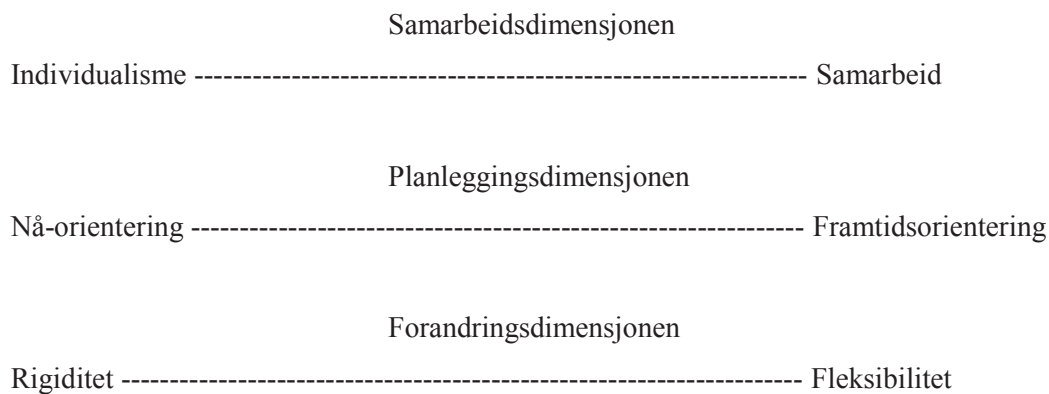 Samarbeidsdimensjonen
Individualisme --------------------------------------------------------------- Samarbeid
Planleggingsdimensjonen
Nå-orientering --------------------------------------------------------------- Framtidsorientering
Forandringsdimensjonen
Rigiditet ---------------------------------------------------------------------- Fleksibilitet